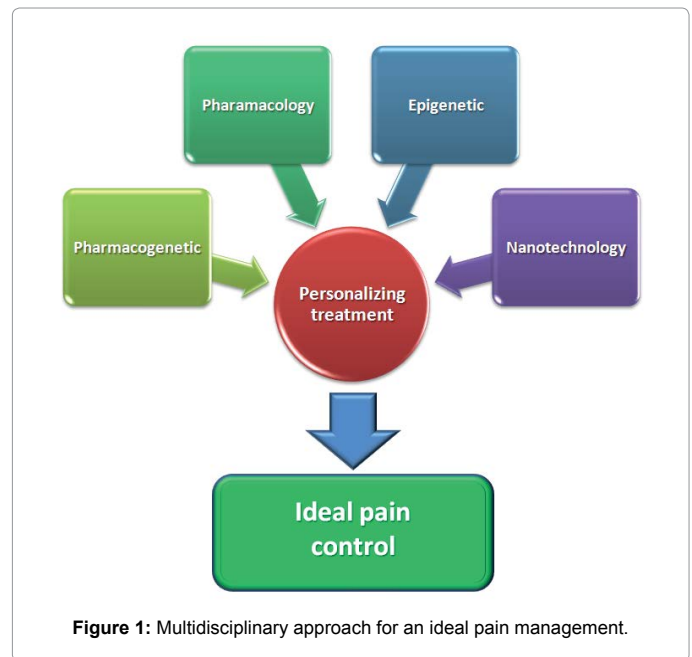 Pharamacology
Epigenetic
Pharmacogenetic
Nanotechnology
Personalizing
treatment
Ideal pain
control
Figure 1: Multidisciplinary approach for an ideal pain management.